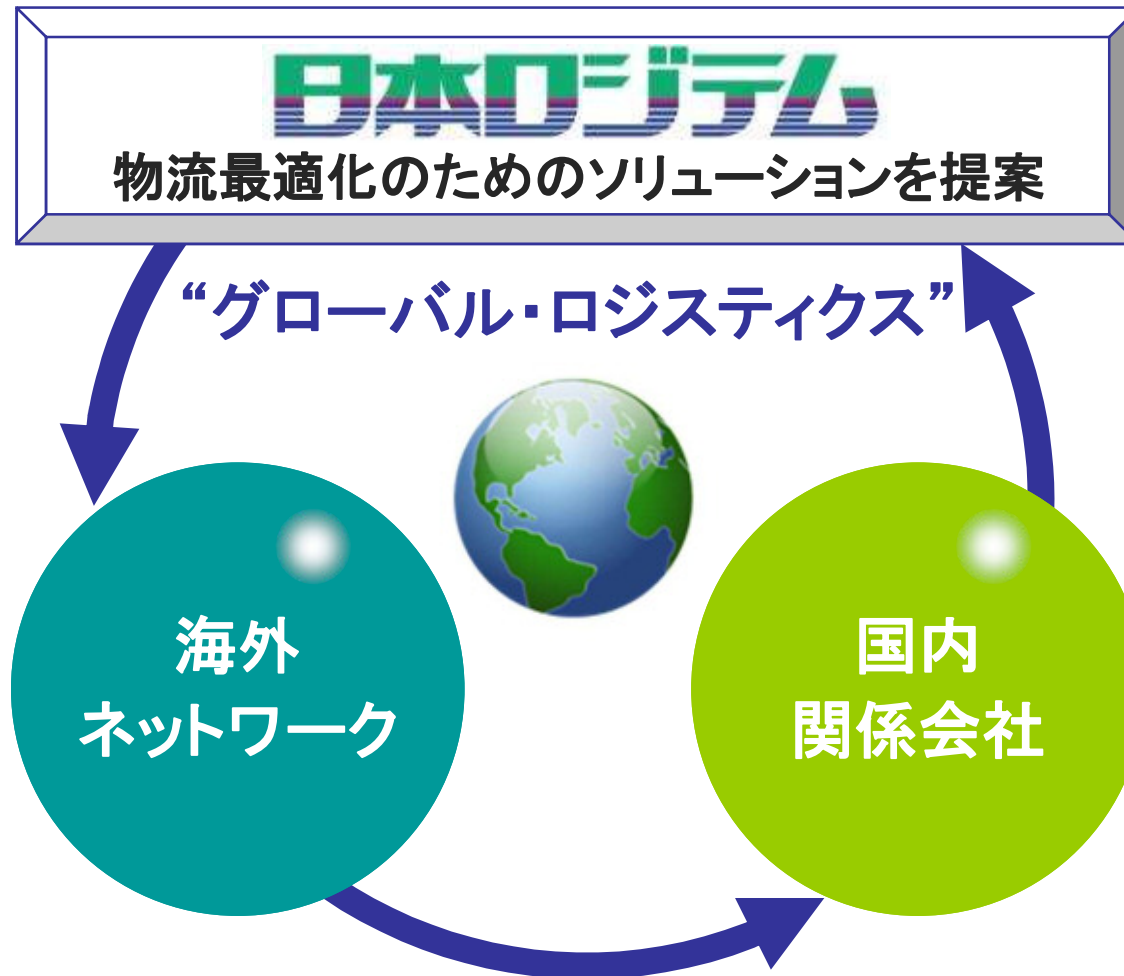 日本ロジテム
物流最適化のためのソリューションを提案
“グローバル・ロジスティクス”
海外
ネットワーク
国内
関係会社